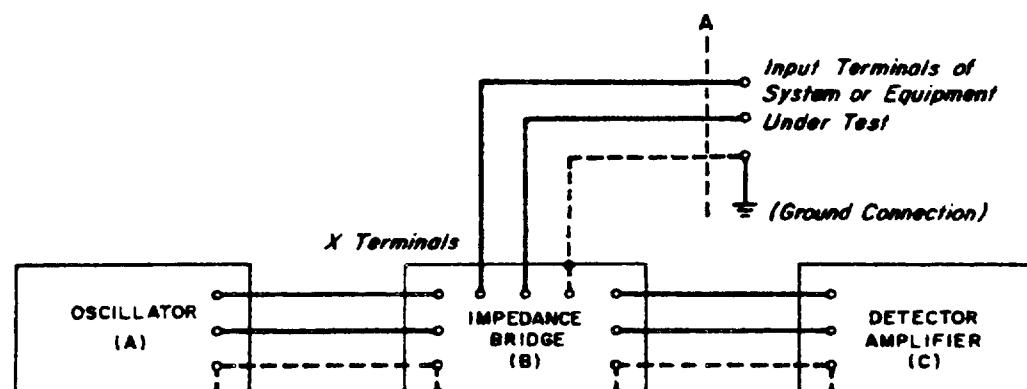 A
Input Terminals of
System or Equipment
Under Test
(Ground Connection)
X Terminals
OSCILLATOR
(A)
IMPEDANCE
BRIDGE
(B)
DETECTOR
AMPLIFIER
(C)